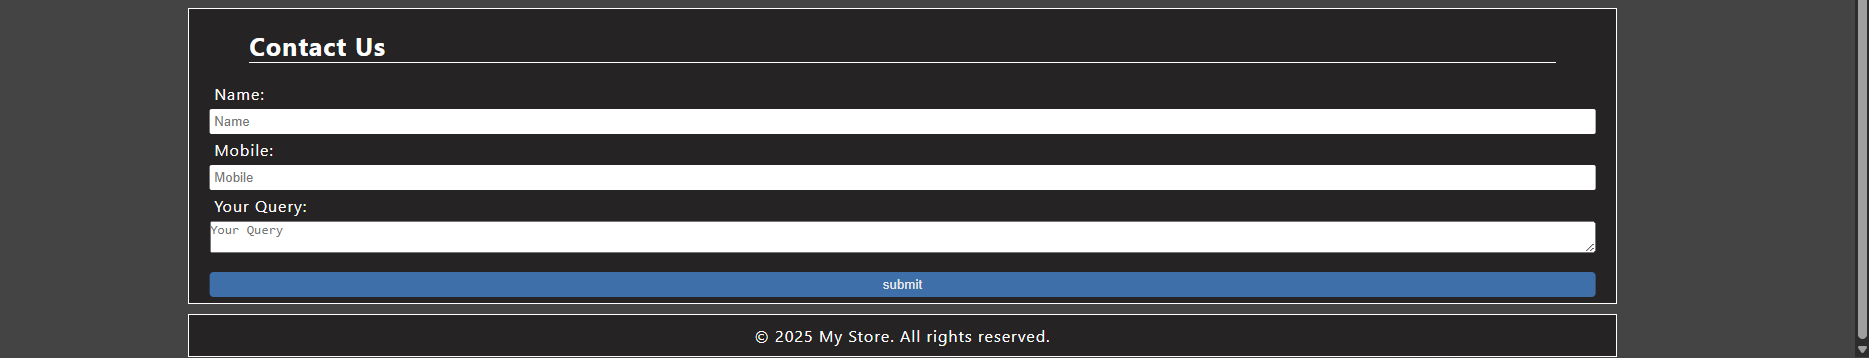 Contact Us
Name:
Name
Mobile:
Mobile
Your Query:
Your Query
submit
© 2025 My Store. All rights reserved.